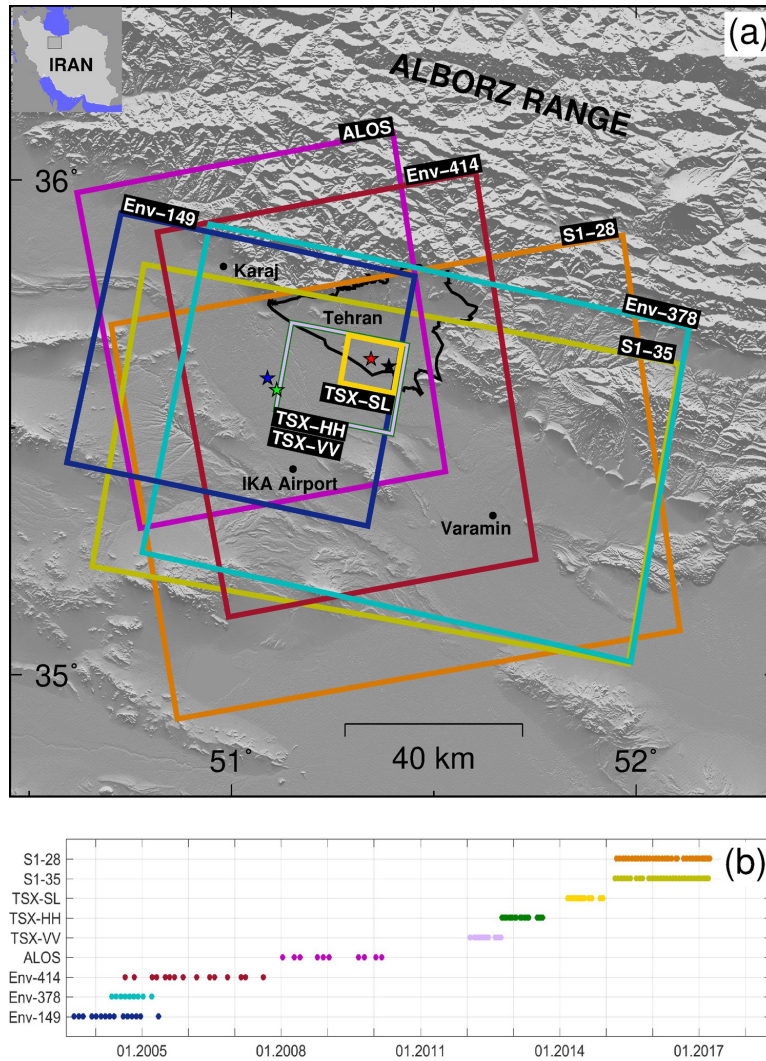 (a)
IRAN
ALBORZ RANGE
ALOS
36°
Env-414
Env-149
S1-28
Karaj
Env-378
Tehran
S1-35
TSX-SL
TSX-HH
TSX-VV
IKA Airport
Varamin
35°
51°
40 km
52°
(b)
S1-28
S1-35
TSX-SL
TSX-HH
TSX-VV
ALOS
Env-414
Env-378
Env-149
01.2005 01.2008 01.2011 01.2014 01.2017